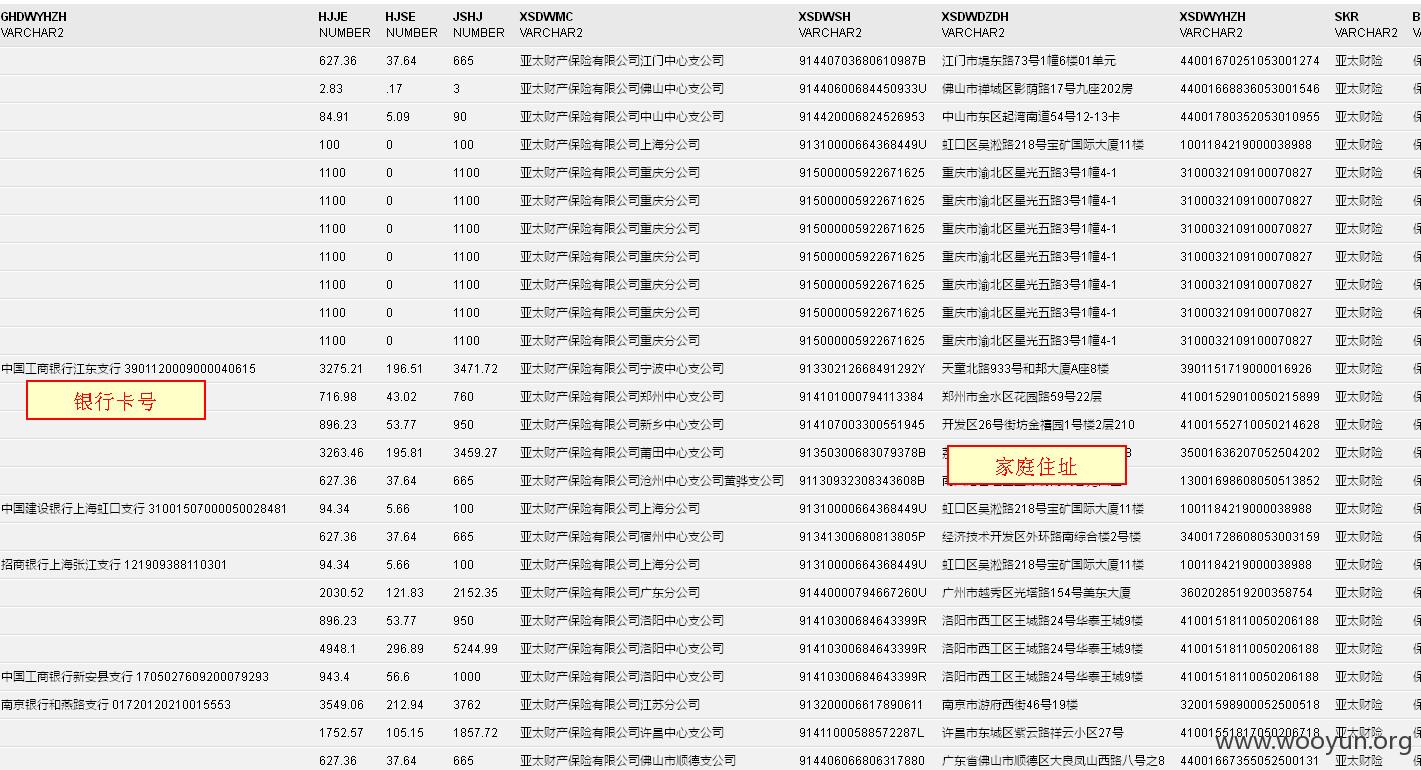 GHDWYHZH HJJE HJSE JSHJ XSDWMC XSDWSH XSDWDZDH XSDWYHZH SKR B
VARCHAR2 NUMBER NUMBER NUMBER VARCHAR2 VARCHAR2 VARCHAR2 VARCHAR2 VARCHAR2
627.36 37.64 665 亚太财产保险有限公司江门中心支公司 91440703680610987B 江门市堤东路73号1幢6楼01单元 44001670251053001274 亚太财险 保
2.83 .17 3 亚太财产保险有限公司佛山中心支公司 91440600684450933U 佛山市禅城区影荫路17号九座202房 44001668836053001546 亚太财险 保
84.91 5.09 90 亚太财产保险有限公司中山中心支公司 914420006824526953 中山市东区起湾南道54号12-13卡 44001780352053010955 亚太财险 保
100 0 100 亚太财产保险有限公司上海分公司 91310000664368449U 虹口区吴淞路218号宝矿国际大厦11楼 1001184219000038988 亚太财险 保
1100 0 1100 亚太财产保险有限公司重庆分公司 915000005922671625 重庆市渝北区星光五路3号1幢4-1 3100032109100070827 亚太财险 保
1100 0 1100 亚太财产保险有限公司重庆分公司 915000005922671625 重庆市渝北区星光五路3号1幢4-1 3100032109100070827 亚太财险 保
1100 0 1100 亚太财产保险有限公司重庆分公司 915000005922671625 重庆市渝北区星光五路3号1幢4-1 3100032109100070827 亚太财险 保
1100 0 1100 亚太财产保险有限公司重庆分公司 915000005922671625 重庆市渝北区星光五路3号1幢4-1 3100032109100070827 亚太财险 保
1100 0 1100 亚太财产保险有限公司重庆分公司 915000005922671625 重庆市渝北区星光五路3号1幢4-1 3100032109100070827 亚太财险 保
1100 0 1100 亚太财产保险有限公司重庆分公司 915000005922671625 重庆市渝北区星光五路3号1幢4-1 3100032109100070827 亚太财险 保
1100 0 1100 亚太财产保险有限公司重庆分公司 915000005922671625 重庆市渝北区星光五路3号1幢4-1 3100032109100070827 亚太财险 保
中国工商银行江东支行 3901120009000040615 3275.21 196.51 3471.72 亚太财产保险有限公司宁波中心支公司 91330212668491292Y 天童北路933号和邦大厦A座8楼 3901151719000016926 亚太财险 保
银行卡号 716.98 43.02 760 亚太财产保险有限公司郑州中心支公司 914101000794113384 郑州市金水区花园路59号22层 41001529010050215899 亚太财险 保
896.23 53.77 950 亚太财产保险有限公司新乡中心支公司 914107003300551945 开发区26号街坊金禧园1号楼2层210 41001552710050214628 亚太财险 保
3263.46 195.81 3459.27 亚太财产保险有限公司莆田中心支公司 91350300683079378B 35001636207052504202 亚太财险 保
家庭住址
627.36 37.64 665 亚太财产保险有限公司沧州中心支公司黄骅支公司 91130932308343608B 13001698608050513852 亚太财险 保
中国建设银行上海虹口支行 31001507000050028481 94.34 5.66 100 亚太财产保险有限公司上海分公司 91310000664368449U 虹口区吴淞路218号宝矿国际大厦11楼 1001184219000038988 亚太财险 保
627.36 37.64 665 亚太财产保险有限公司宿州中心支公司 91341300680813805P 经济技术开发区外环路南综合楼2号楼 34001728608053003159 亚太财险 保
招商银行上海张江支行 121909388110301 94.34 5.66 100 亚太财产保险有限公司上海分公司 91310000664368449U 虹口区吴淞路218号宝矿国际大厦11楼 1001184219000038988 亚太财险 保
2030.52 121.83 2152.35 亚太财产保险有限公司广东分公司 91440000794667260U 广州市越秀区光塔路154号美东大厦 3602028519200358754 亚太财险 保
896.23 53.77 950 亚太财产保险有限公司洛阳中心支公司 91410300684643399R 洛阳市西工区王城路24号华泰王城9楼 41001518110050206188 亚太财险 保
4948.1 296.89 5244.99 亚太财产保险有限公司洛阳中心支公司 91410300684643399R 洛阳市西工区王城路24号华泰王城9楼 41001518110050206188 亚太财险 保
中国工商银行新安县支行 1705027609200079293 943.4 56.6 1000 亚太财产保险有限公司洛阳中心支公司 91410300684643399R 洛阳市西工区王城路24号华泰王城9楼 41001518110050206188 亚太财险 保
南京银行和燕路支行 01720120210015553 3549.06 212.94 3762 亚太财产保险有限公司江苏分公司 913200006617890611 南京市游府西街46号19楼 32001598900052500518 亚太财险 保
1752.57 105.15 1857.72 亚太财产保险有限公司许昌中心支公司 91411000588572287L 许昌市东城区紫云路祥云小区27号 41001551817050206718 亚太财险 保
www.wooyun.org
627.36 37.64 665 亚太财产保险有限公司佛山市顺德支公司 914406066806317880 广东省佛山市顺德区大良凤山西路八号之8 44001667355052500131 亚太财险 保